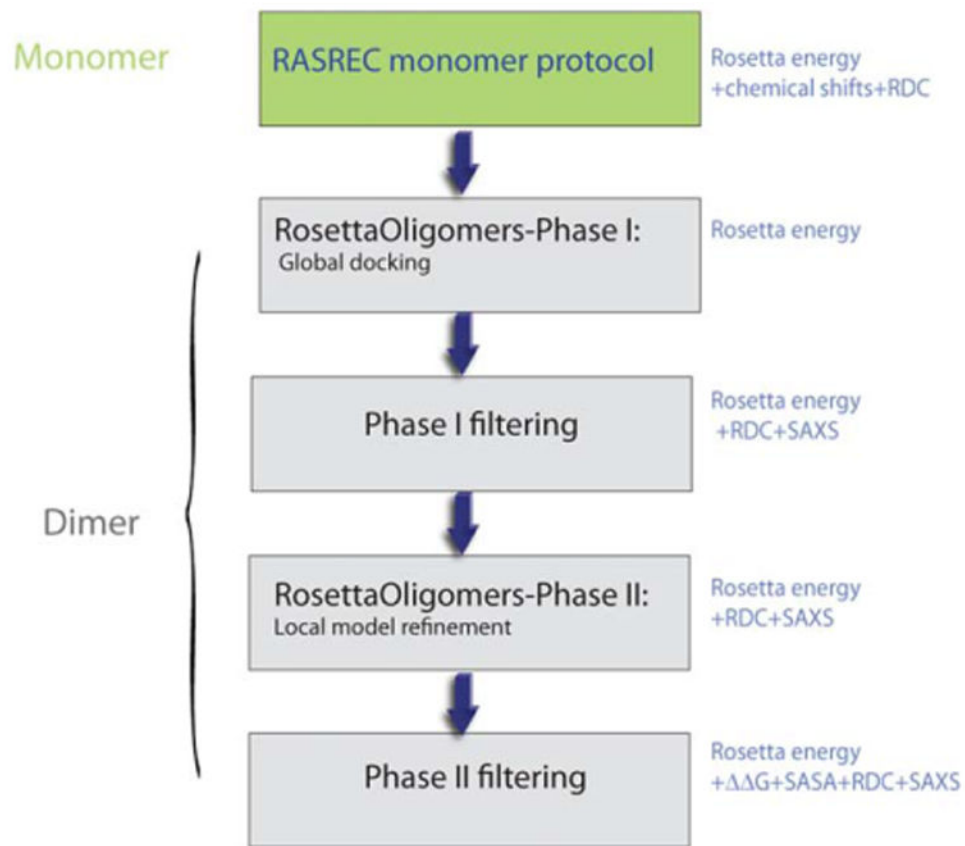 Monomer
RASREC monomer protocol
Rosetta energy
+chemical shifts+RDC
RosettaOligomers-Phase I:
Global docking
Rosetta energy
Phase I filtering
Rosetta energy
+RDC+SAXS
Dimer
RosettaOligomers-Phase II:
Local model refinement
Rosetta energy
+RDC+SAXS
Phase II filtering
Rosetta energy
+ΔΔG+SASA+RDC+SAXS